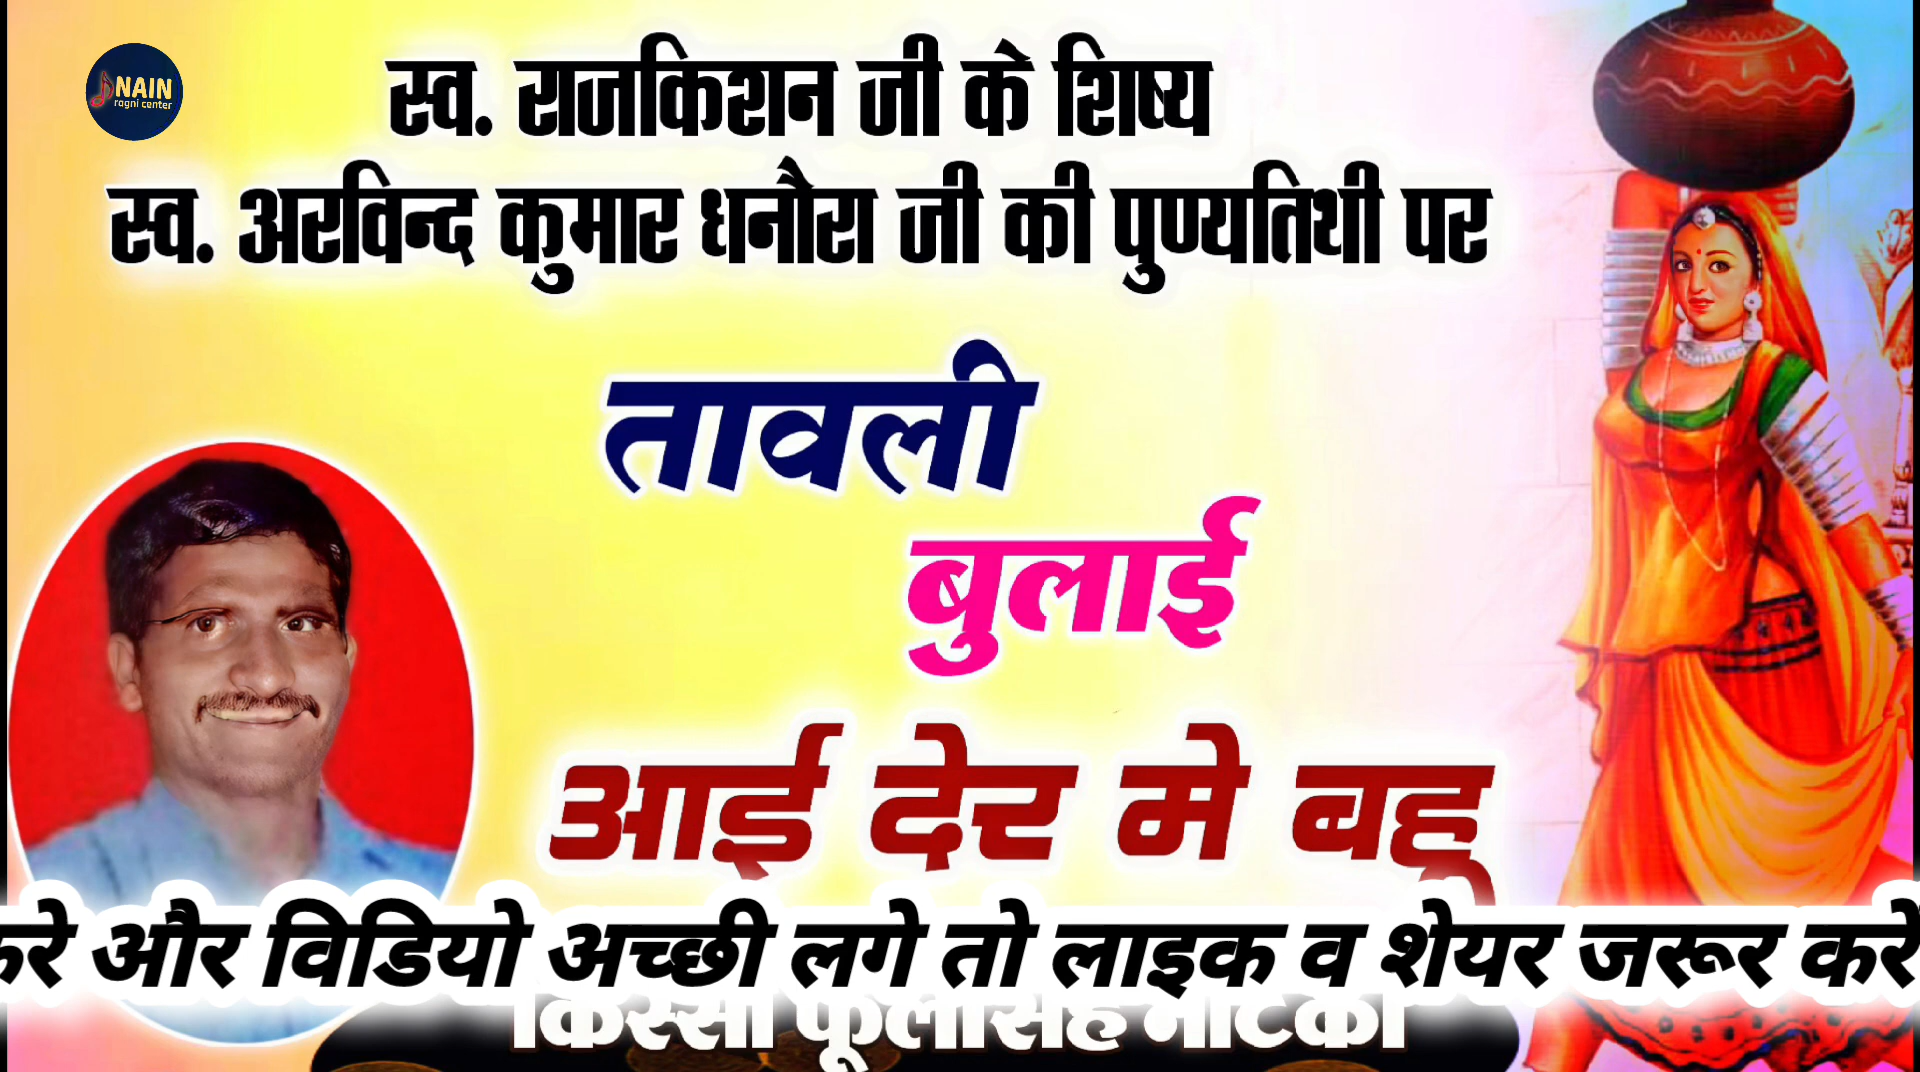 NAIN
ragni center
स्व. राजकिशन जी के शिष्य
स्व. अरविन्द कुमार धनौरा जी की पुण्यतिथी पर
तावली
बुलाई
आई देर मे बहू
और विडियो अच्छी लगे तो लाइक व शेयर जरूर करें
किस्सा फूलसिंह नौटंकी